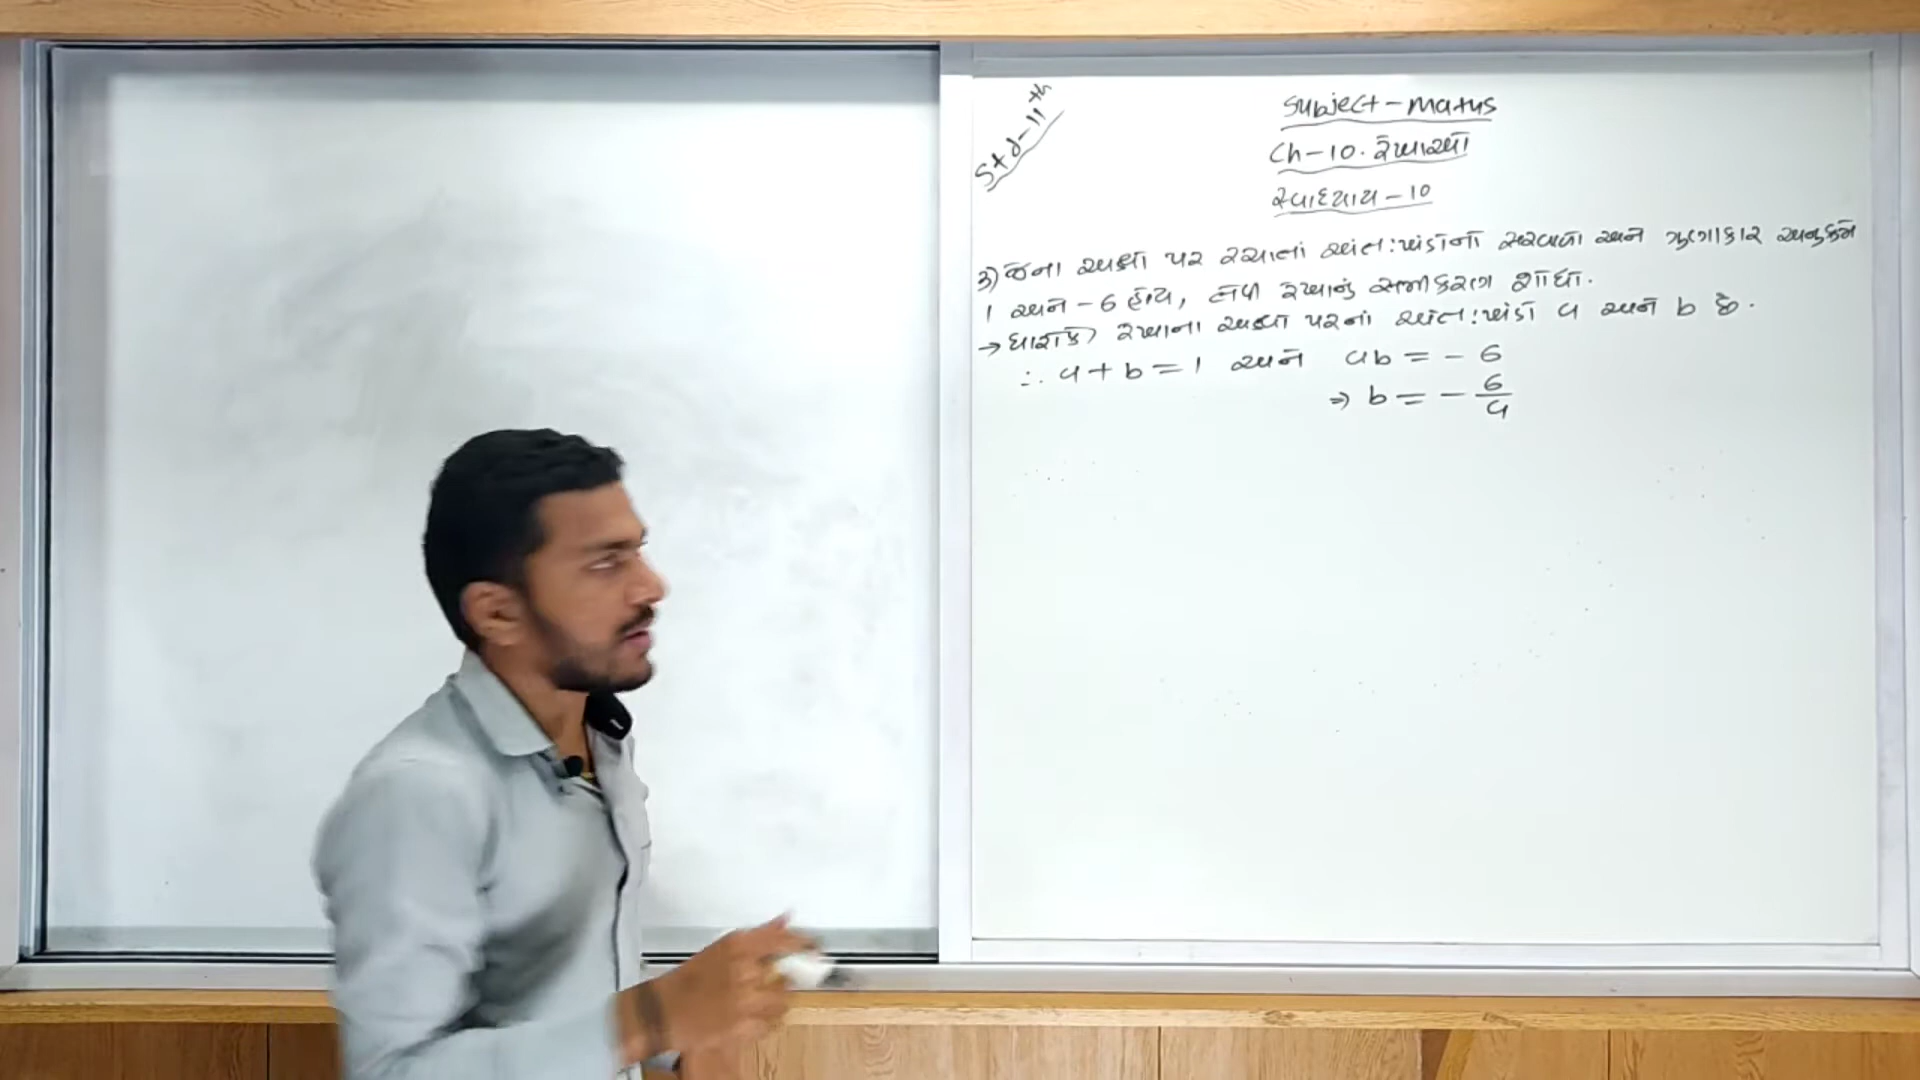 Std-11th
Subject-Maths
Ch-10. રેખાઓ
સ્વાધ્યાય-10
3) જેના અક્ષો પર રચાતાં અંતઃખંડોનો સરવાળો અને ગુણાકાર અનુક્રમે
1 અને -6 હોય, તેવી રેખાનું સમીકરણ શોધો.
→ ધારોકે રેખાના અક્ષો પરનાં અંતઃખંડો a અને b છે.
∴ a + b = 1 અને ab = - 6
⇒ b = - 6/a